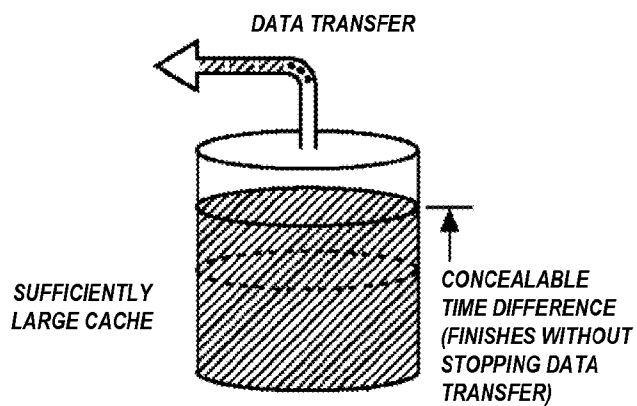 DATA TRANSFER
SUFFICIENTLY
LARGE CACHE
CONCEALABLE
TIME DIFFERENCE
(FINISHES WITHOUT
STOPPING DATA
TRANSFER)